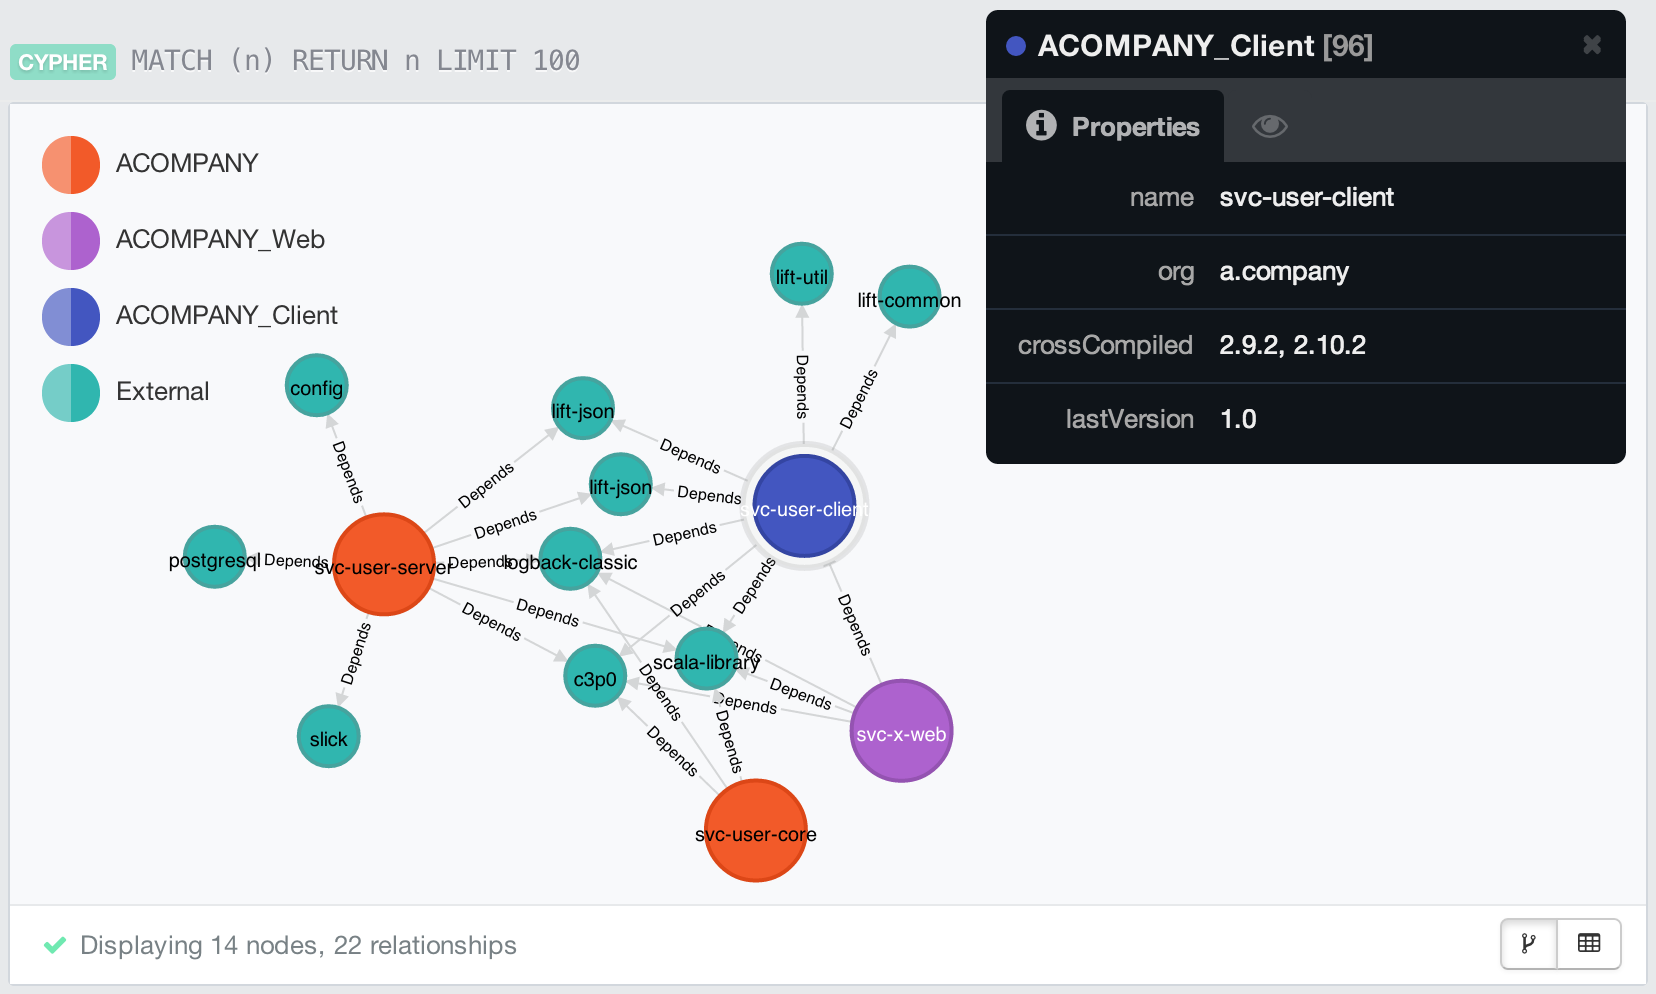 CYPHER MATCH (n) RETURN n LIMIT 100
ACOMPANY_Client [96]
Properties
name svc-user-client
org a.company
crossCompiled 2.9.2, 2.10.2
lastVersion 1.0
ACOMPANY
ACOMPANY_Web
ACOMPANY_Client
External
lift-util
lift-common
Depends
Depends
config
lift-json
Depends
Depends
Depends
lift-json
Depends
svc-user-client
Depends
Depends
postgresql
Depends
svc-user-server
Depends
logback-classic
Depends
Depends
Depends
Depends
Depends
Depends
Depends
scala-library
c3p0
Depends
Depends
Depends
Depends
slick
Depends
Depends
svc-x-web
svc-user-core
Displaying 14 nodes, 22 relationships